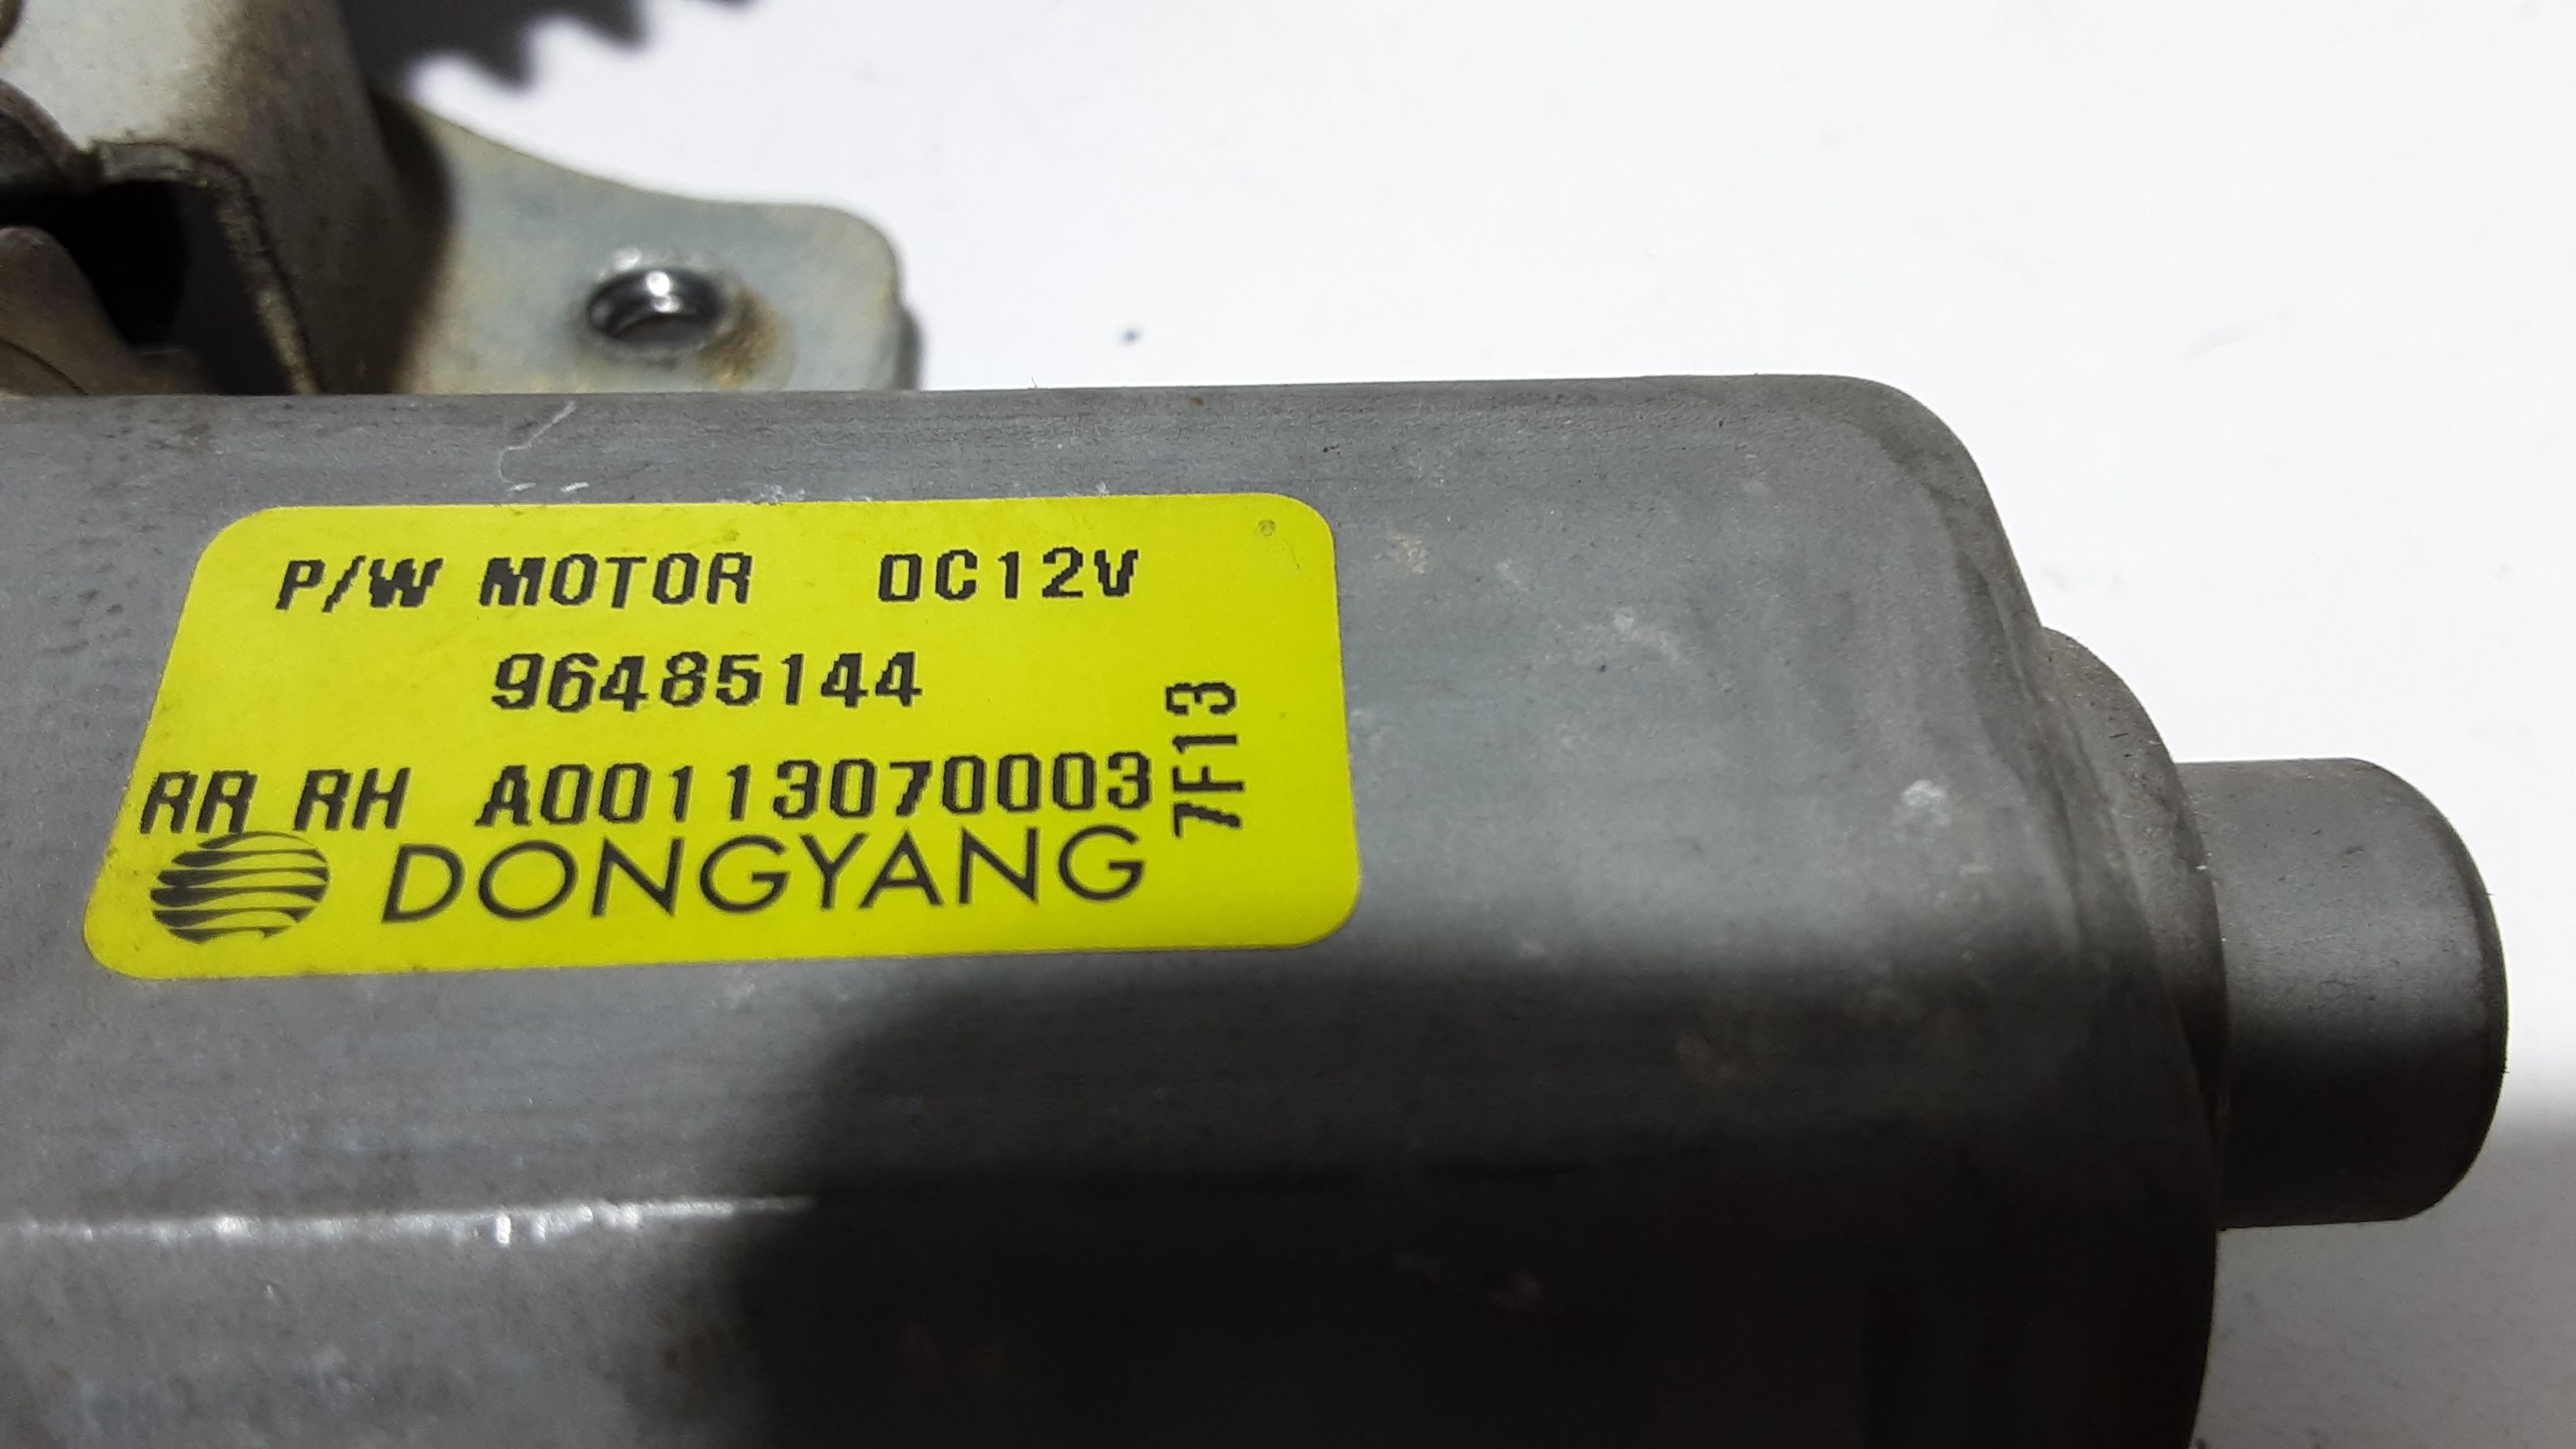 P/W MOTOR DC12V
96485144
RR RH A00113070003
7F13
DONGYANG